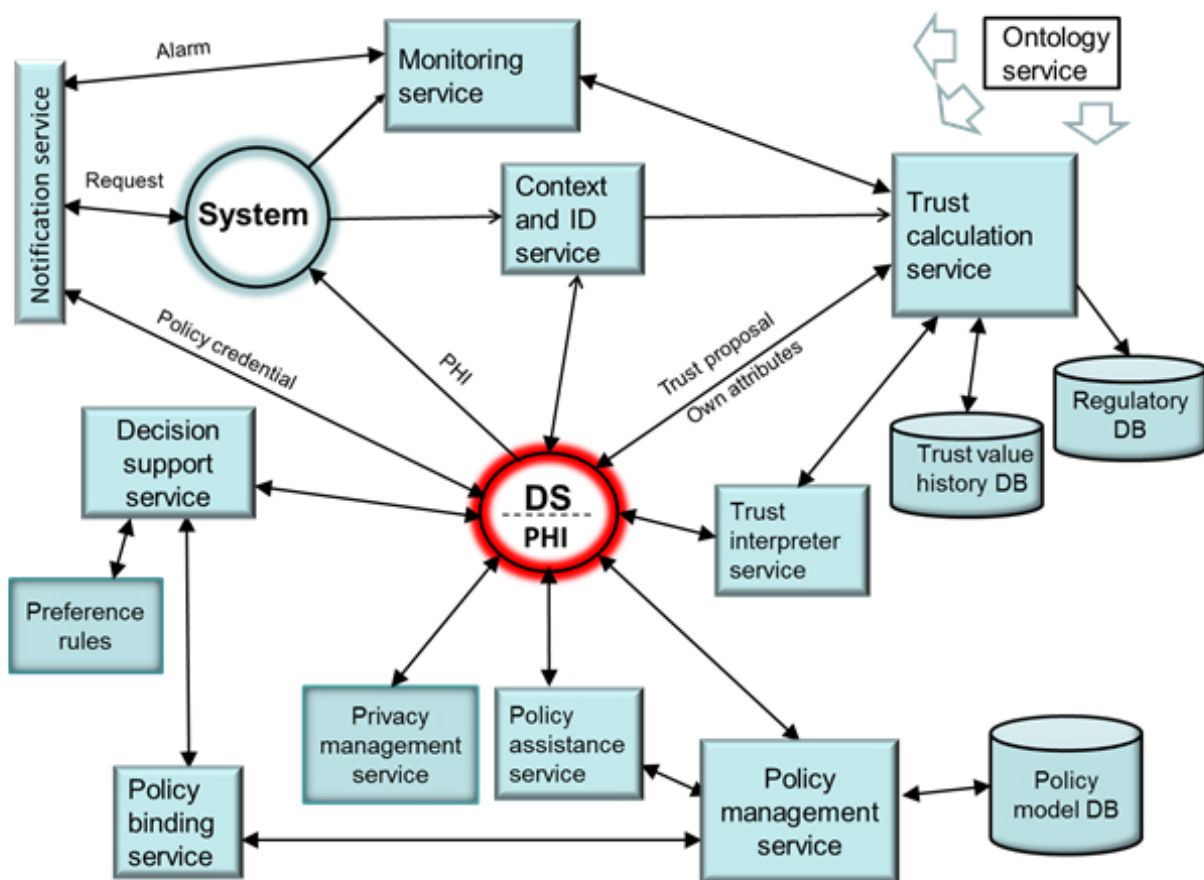 Alarm
Monitoring
service
Ontology
service
Notification service
Request
System
Context
and ID
service
Trust
calculation
service
Policy credential
PHI
Trust proposal
Own attributes
Regulatory
DB
Trust value
history DB
Decision
support
service
DS
PHI
Trust
interpreter
service
Preference
rules
Privacy
management
service
Policy
assistance
service
Policy
management
service
Policy
model DB
Policy
binding
service